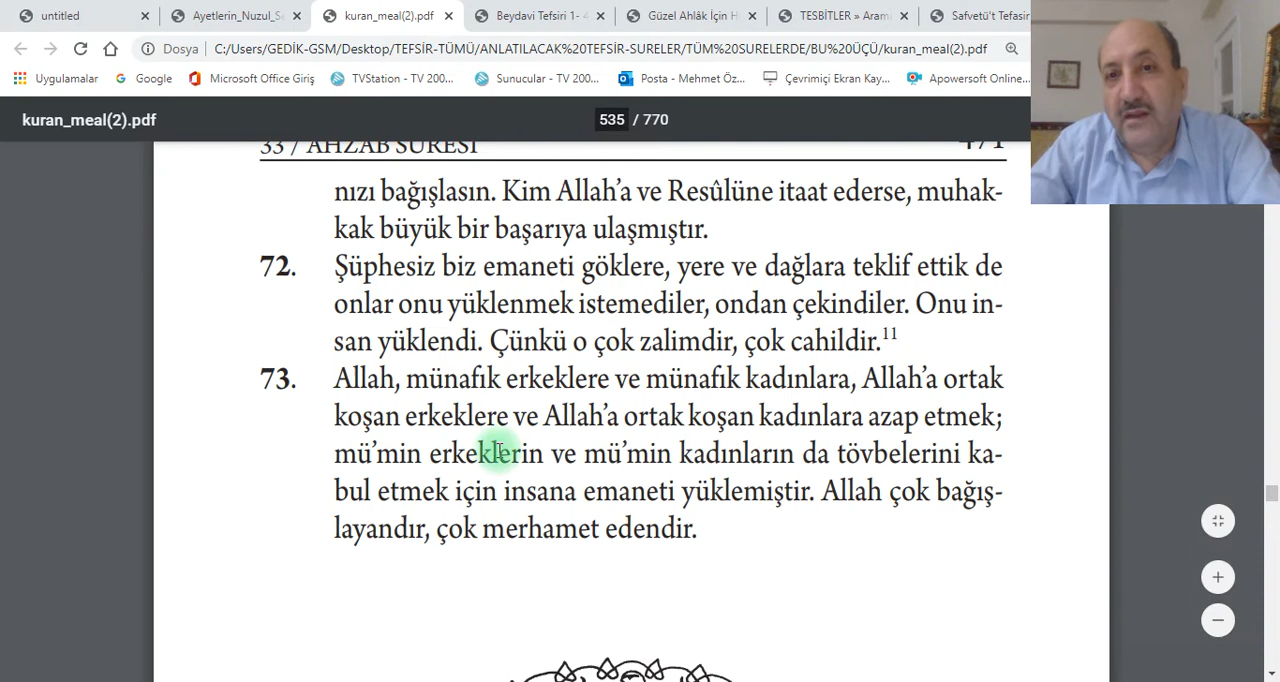 untitled
Ayetlerin_Nuzul_Se
kuran_meal(2).pdf
Beydavi Tefsiri 1- 4
Güzel Ahlâk İçin H
TESBİTLER » Aram
Safvetü't Tefasir
Dosya
C:/Users/GEDİK-GSM/Desktop/TEFSİR-TÜMÜ/ANLATILACAK%20TEFSİR-SURELER/TÜM%20SURELERDE/BU%20ÜÇÜ/kuran_meal(2).pdf
Uygulamalar
Google
Microsoft Office Giriş
TVStation - TV 200...
Sunucular - TV 200...
Posta - Mehmet Öz...
Çevrimiçi Ekran Kay...
Apowersoft Online...
kuran_meal(2).pdf
535 / 770
33 / AHZÂB SÛRESİ
471
nızı bağışlasın. Kim Allah’a ve Resûlüne itaat ederse, muhak-
kak büyük bir başarıya ulaşmıştır.
72. Şüphesiz biz emaneti göklere, yere ve dağlara teklif ettik de
onlar onu yüklenmek istemediler, ondan çekindiler. Onu in-
san yüklendi. Çünkü o çok zalimdir, çok cahildir.11
73. Allah, münafık erkeklere ve münafık kadınlara, Allah’a ortak
koşan erkeklere ve Allah’a ortak koşan kadınlara azap etmek;
mü’min erkeklerin ve mü’min kadınların da tövbelerini ka-
bul etmek için insana emaneti yüklemiştir. Allah çok bağış-
layandır, çok merhamet edendir.